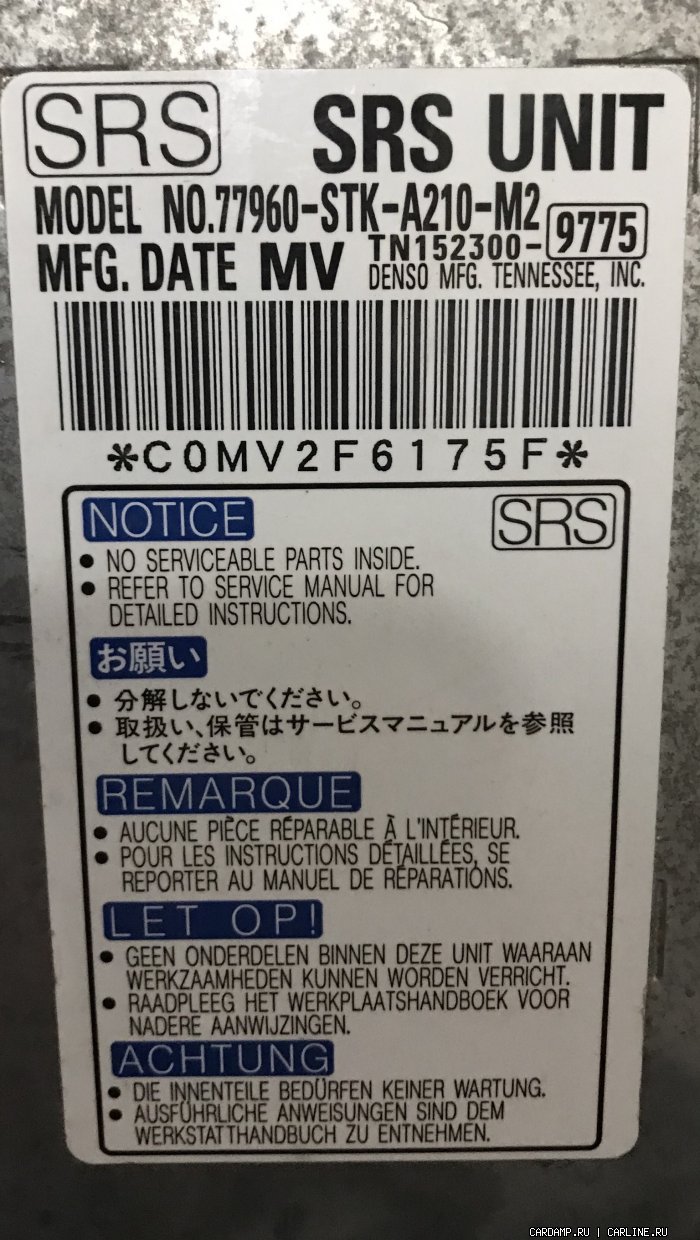 SRS SRS UNIT
MODEL NO.77960-STK-A210-M2
MFG. DATE MV TN152300- 9775
DENSO MFG. TENNESSEE, INC.
*C0MV2F6175F*
NOTICE SRS
● NO SERVICEABLE PARTS INSIDE.
● REFER TO SERVICE MANUAL FOR
DETAILED INSTRUCTIONS.
お願い
● 分解しないでください。
● 取扱い、保管はサービスマニュアルを参照
してください。
REMARQUE
● AUCUNE PIÈCE RÉPARABLE À L'INTÉRIEUR.
● POUR LES INSTRUCTIONS DÉTAILLÉES, SE
REPORTER AU MANUEL DE RÉPARATIONS.
LET OP!
● GEEN ONDERDELEN BINNEN DEZE UNIT WAARAAN
WERKZAAMHEDEN KUNNEN WORDEN VERRICHT.
● RAADPLEEG HET WERKPLAATSHANDBOEK VOOR
NADERE AANWIJZINGEN.
ACHTUNG
● DIE INNENTEILE BEDÜRFEN KEINER WARTUNG.
● AUSFÜHRLICHE ANWEISUNGEN SIND DEM
WERKSTATTHANDBUCH ZU ENTNEHMEN.
CARDAMP.RU | CARLINE.RU